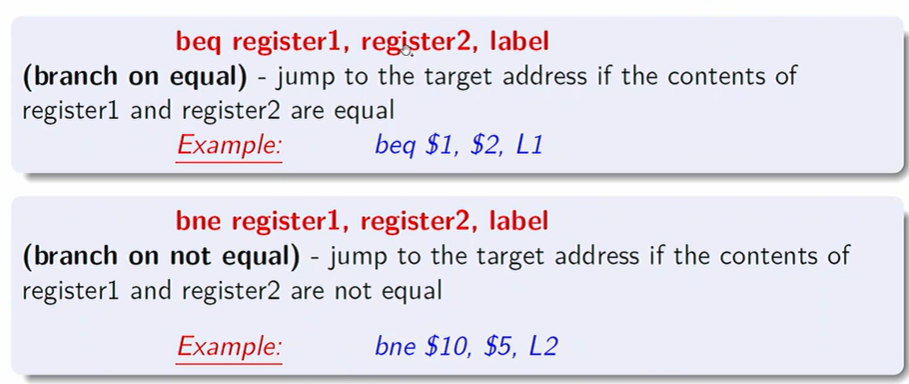 beq register1, register2, label
(branch on equal) - jump to the target address if the contents of
register1 and register2 are equal
Example: beq $1, $2, L1
bne register1, register2, label
(branch on not equal) - jump to the target address if the contents of
register1 and register2 are not equal
Example: bne $10, $5, L2